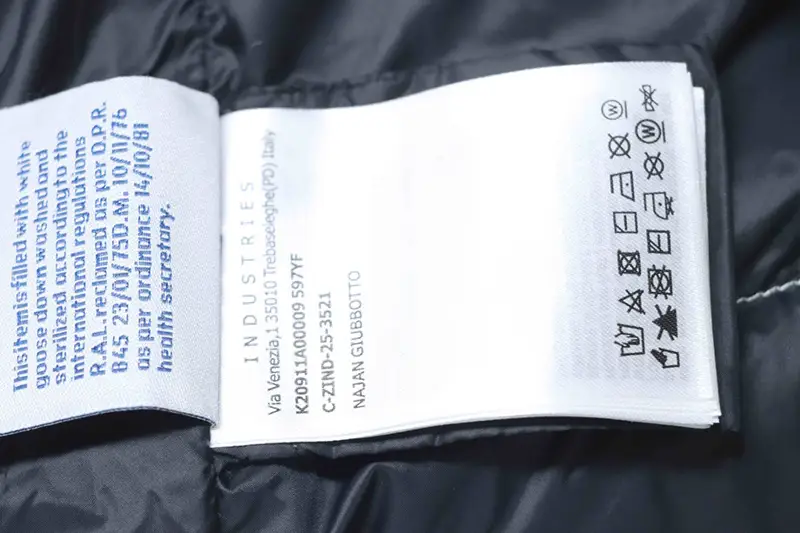 This item is filled with white
goose down washed and
sterilized according to the
international regulations
R.A.L. reclamed as per D.P.R.
845 23/01/75D.M. 10/11/76
as per ordinance 14/10/81
health secretary.
INDUSTRIES
Via Venezia,1 35010 Trebaseleghe(PD) Italy
K20911A00009 597YF
C-ZIND-25-3521
NAJAN GIUBBOTTO
W
W